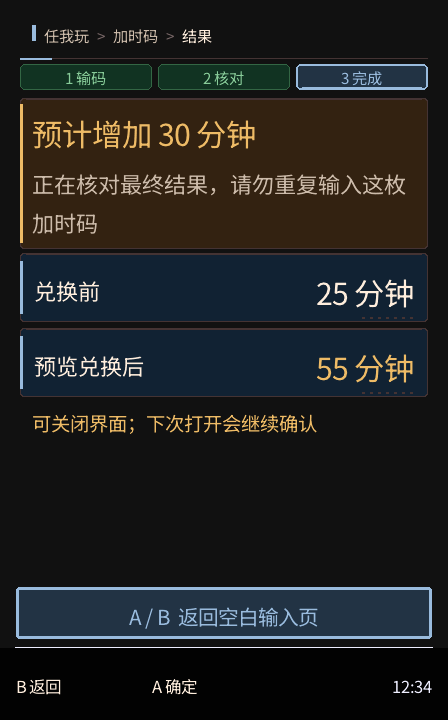 任我玩 > 加时码 > 结果
1 输码 2 核对 3 完成
预计增加 30 分钟
正在核对最终结果，请勿重复输入这枚
加时码
兑换前 25 分钟
预览兑换后 55 分钟
可关闭界面；下次打开会继续确认
A / B 返回空白输入页
B 返回 A 确定 12:34